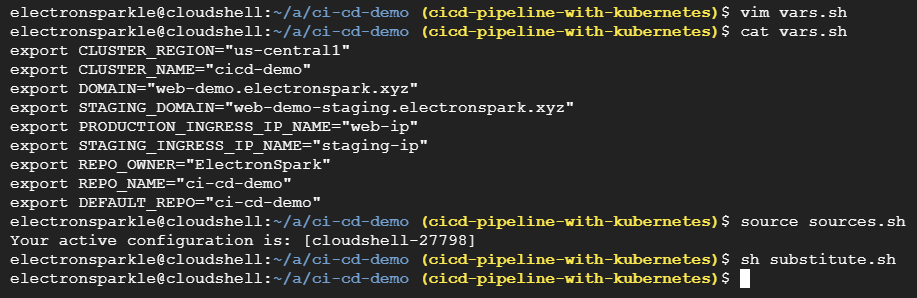 electronsparkle@cloudshell:~/a/ci-cd-demo (cicd-pipeline-with-kubernetes)$ vim vars.sh
electronsparkle@cloudshell:~/a/ci-cd-demo (cicd-pipeline-with-kubernetes)$ cat vars.sh
export CLUSTER_REGION="us-central1"
export CLUSTER_NAME="cicd-demo"
export DOMAIN="web-demo.electronspark.xyz"
export STAGING_DOMAIN="web-demo-staging.electronspark.xyz"
export PRODUCTION_INGRESS_IP_NAME="web-ip"
export STAGING_INGRESS_IP_NAME="staging-ip"
export REPO_OWNER="ElectronSpark"
export REPO_NAME="ci-cd-demo"
export DEFAULT_REPO="ci-cd-demo"
electronsparkle@cloudshell:~/a/ci-cd-demo (cicd-pipeline-with-kubernetes)$ source sources.sh
Your active configuration is: [cloudshell-27798]
electronsparkle@cloudshell:~/a/ci-cd-demo (cicd-pipeline-with-kubernetes)$ sh substitute.sh
electronsparkle@cloudshell:~/a/ci-cd-demo (cicd-pipeline-with-kubernetes)$